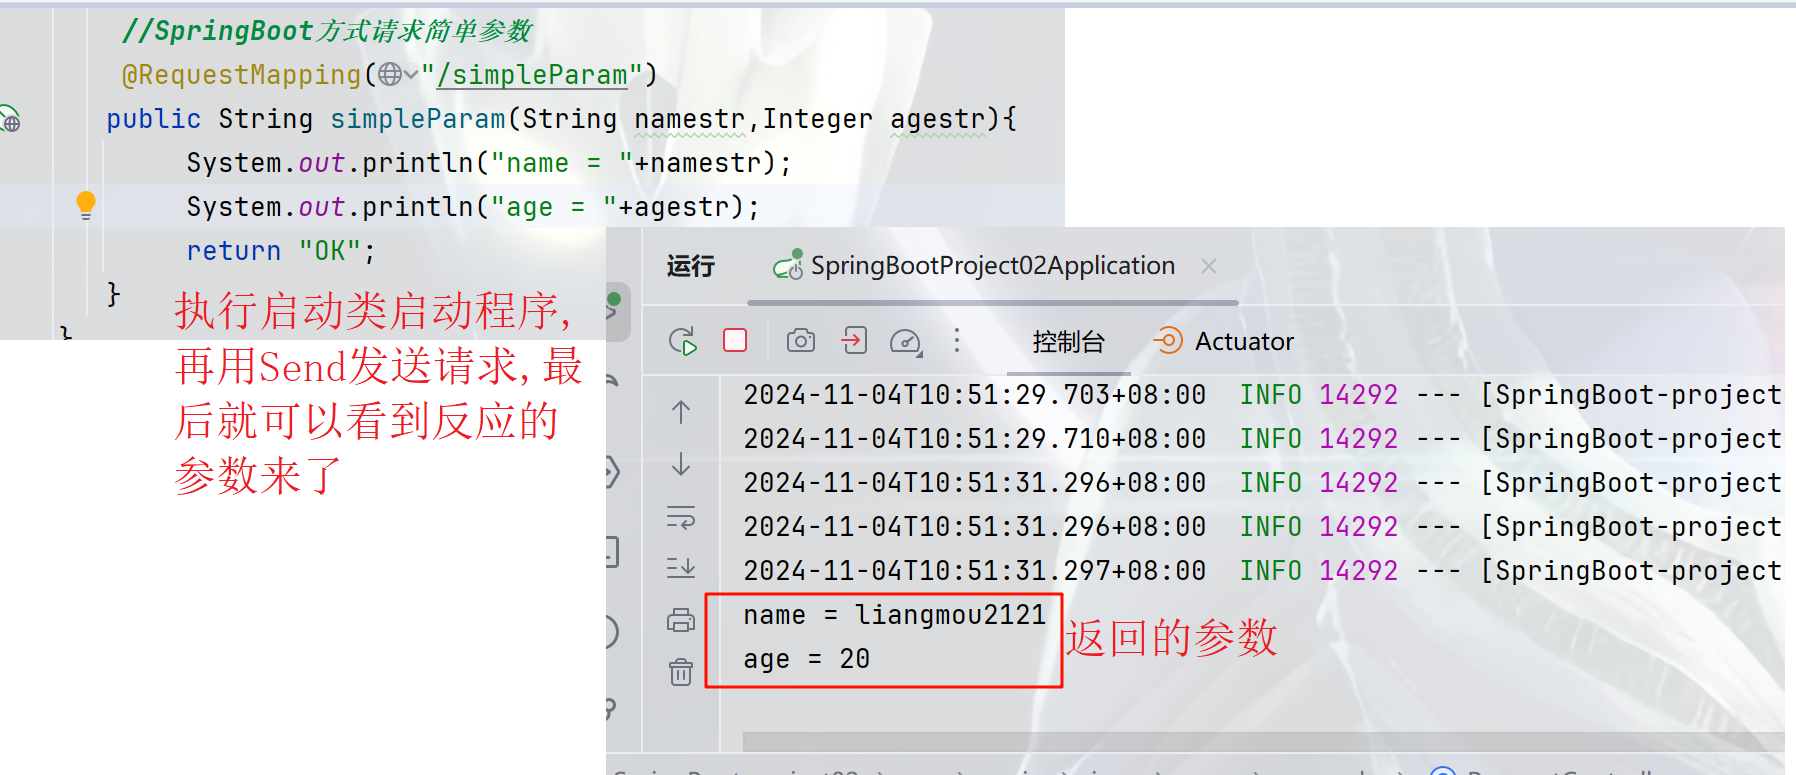 //SpringBoot方式请求简单参数
@RequestMapping("/simpleParam")
public String simpleParam(String namestr,Integer agestr){
System.out.println("name = "+namestr);
System.out.println("age = "+agestr);
return "OK";
}
}
执行启动类启动程序,
再用Send发送请求,最
后就可以看到反应的
参数来了
运行 SpringBootProject02Application
控制台 Actuator
2024-11-04T10:51:29.703+08:00 INFO 14292 --- [SpringBoot-project
2024-11-04T10:51:29.710+08:00 INFO 14292 --- [SpringBoot-project
2024-11-04T10:51:31.296+08:00 INFO 14292 --- [SpringBoot-project
2024-11-04T10:51:31.296+08:00 INFO 14292 --- [SpringBoot-project
2024-11-04T10:51:31.297+08:00 INFO 14292 --- [SpringBoot-project
name = liangmou2121
age = 20
返回的参数